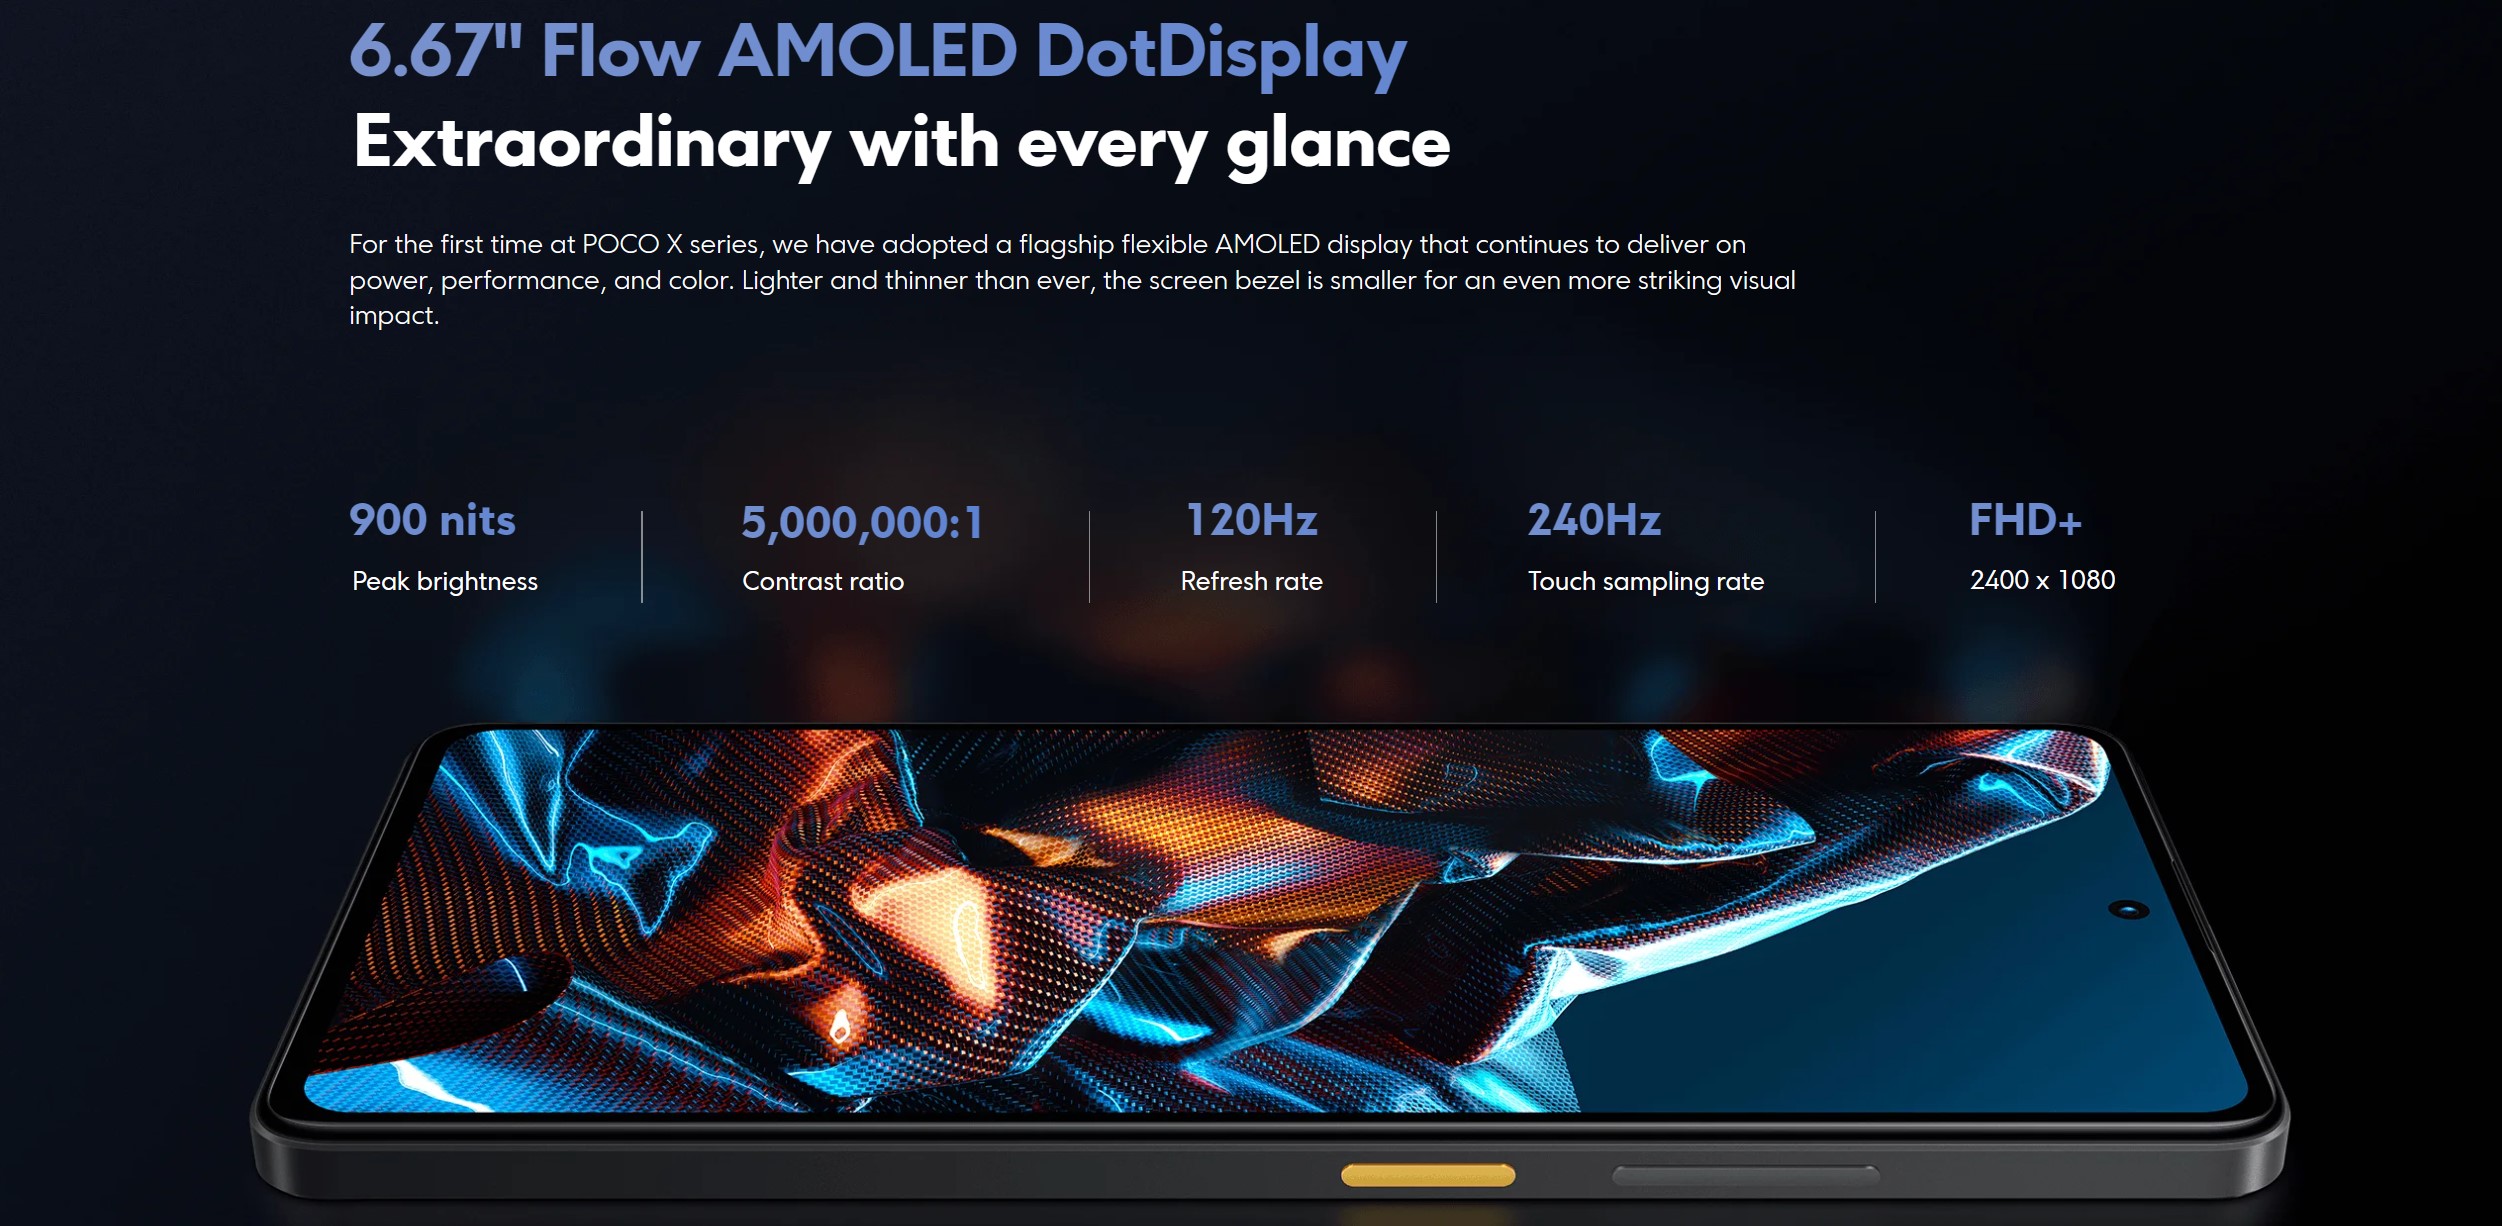 6.67" Flow AMOLED DotDisplay
Extraordinary with every glance
For the first time at POCO X series, we have adopted a flagship flexible AMOLED display that continues to deliver on
power, performance, and color. Lighter and thinner than ever, the screen bezel is smaller for an even more striking visual
impact.
900 nits
Peak brightness
5,000,000:1
Contrast ratio
120Hz
Refresh rate
240Hz
Touch sampling rate
FHD+
2400 x 1080